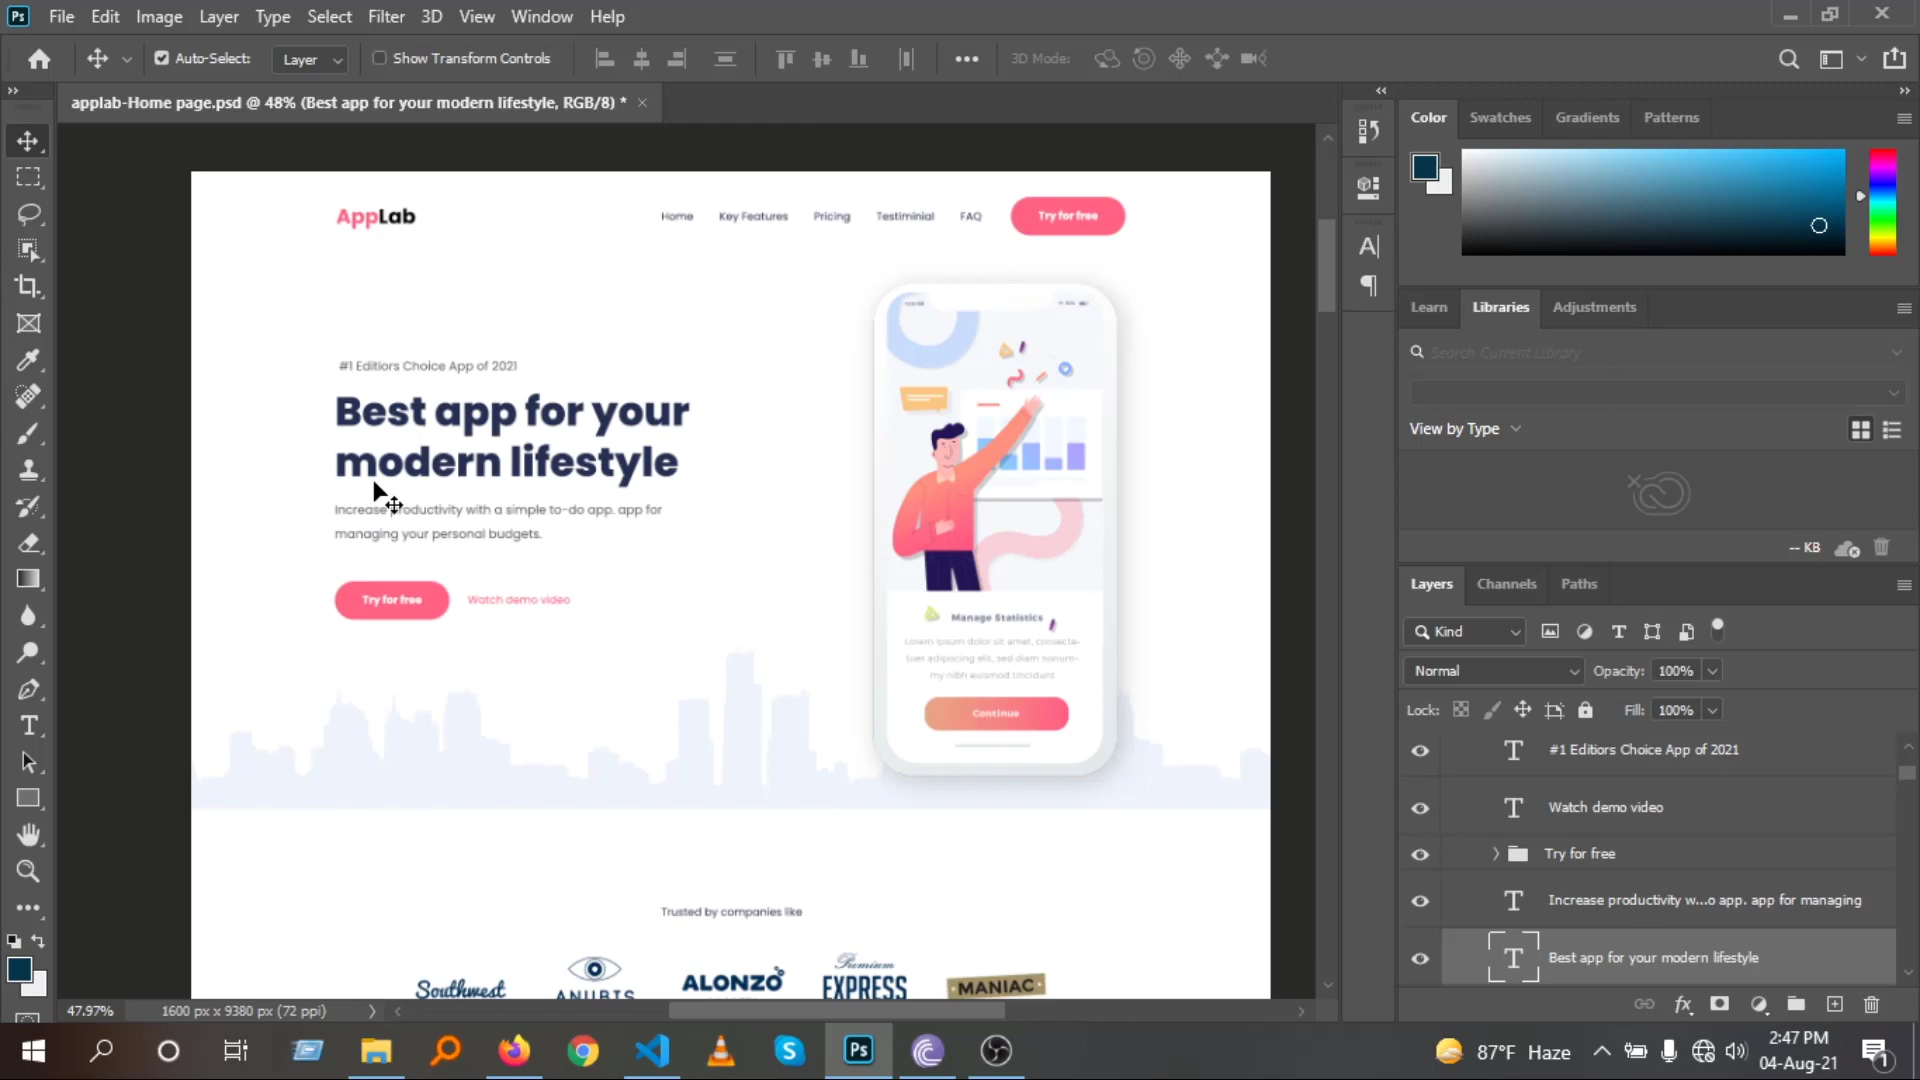 Ps File Edit Image Layer Type Select Filter 3D View Window Help
Auto-Select: Layer Show Transform Controls 3D Mode:
applab-Home page.psd @ 48% (Best app for your modern lifestyle, RGB/8) *
Color Swatches Gradients Patterns
AppLab
Home Key Features Pricing Testiminial FAQ Try for free
#1 Editiors Choice App of 2021
Best app for your
modern lifestyle
Increase productivity with a simple to-do app. app for
managing your personal budgets.
Try for free Watch demo video
Manage Statistics
Lorem ipsum dolor sit amet, consecte-
tuer adipiscing elit, sed diam nonum-
my nibh euismod tincidunt
Continue
Trusted by companies like
Southwest
ANUBIS
ALONZO
Premium
EXPRESS
MANIAC
Learn Libraries Adjustments
Search Current Library
View by Type
-- KB
Layers Channels Paths
Kind
Normal Opacity: 100%
Lock: Fill: 100%
#1 Editiors Choice App of 2021
Watch demo video
Try for free
Increase productivity w...o app. app for managing
Best app for your modern lifestyle
47.97% 1600 px x 9380 px (72 ppi)
Ps
87°F Haze
2:47 PM
04-Aug-21
1